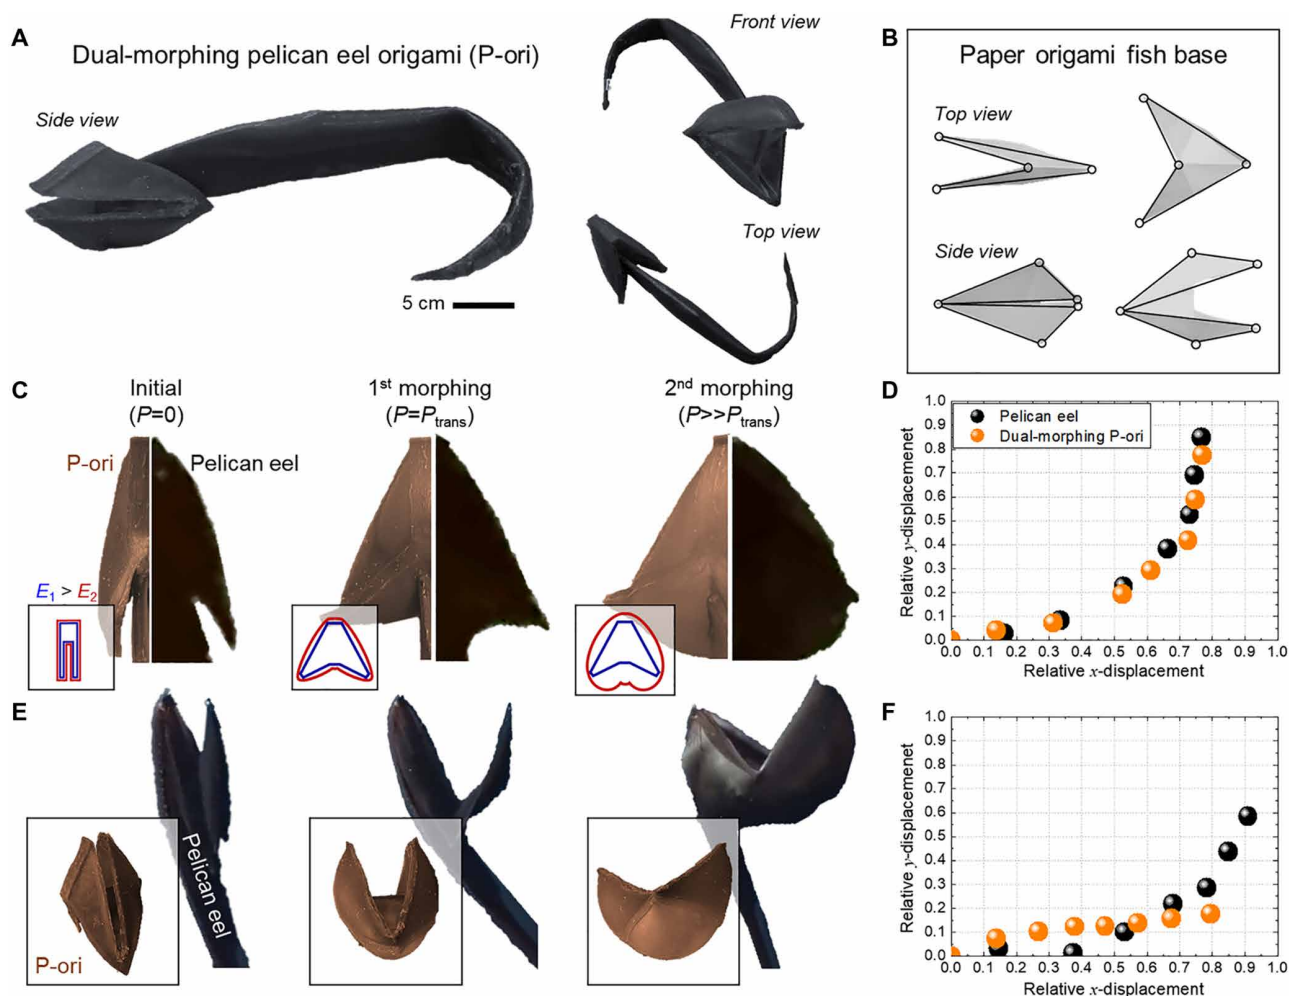 A
Dual-morphing pelican eel origami (P-ori)
Side view
Front view
Top view
5 cm
B
Paper origami fish base
Top view
Side view
C
Initial
(P=0)
1st morphing
(P=Ptrans)
2nd morphing
(P>>Ptrans)
P-ori
Pelican eel
E1 > E2
D
Pelican eel
Dual-morphing P-ori
1.0
0.9
0.8
0.7
0.6
0.5
0.4
0.3
0.2
0.1
0.0
Relative y-displacement
0.0 0.1 0.2 0.3 0.4 0.5 0.6 0.7 0.8 0.9 1.0
Relative x-displacement
E
Pelican eel
P-ori
F
1.0
0.9
0.8
0.7
0.6
0.5
0.4
0.3
0.2
0.1
0.0
Relative y-displacemenet
0.0 0.1 0.2 0.3 0.4 0.5 0.6 0.7 0.8 0.9 1.0
Relative x-displacement